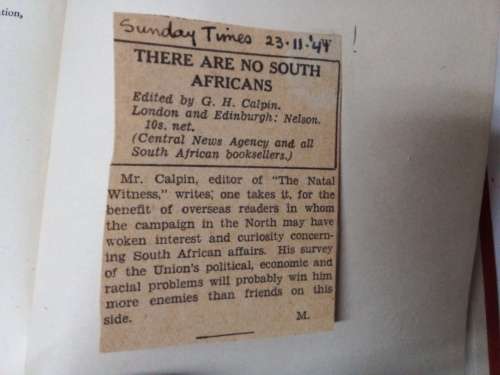 tion,
Sunday Times 23.11.'41
THERE ARE NO SOUTH
AFRICANS
Edited by G. H. Calpin.
London and Edinburgh: Nelson.
10s. net.
(Central News Agency and all
South African booksellers.)
Mr. Calpin, editor of "The Natal
Witness," writes, one takes it, for the
benefit of overseas readers in whom
the campaign in the North may have
woken interest and curiosity concern-
ing South African affairs. His survey
of the Union's political, economic and
racial problems will probably win him
more enemies than friends on this
side.
M.